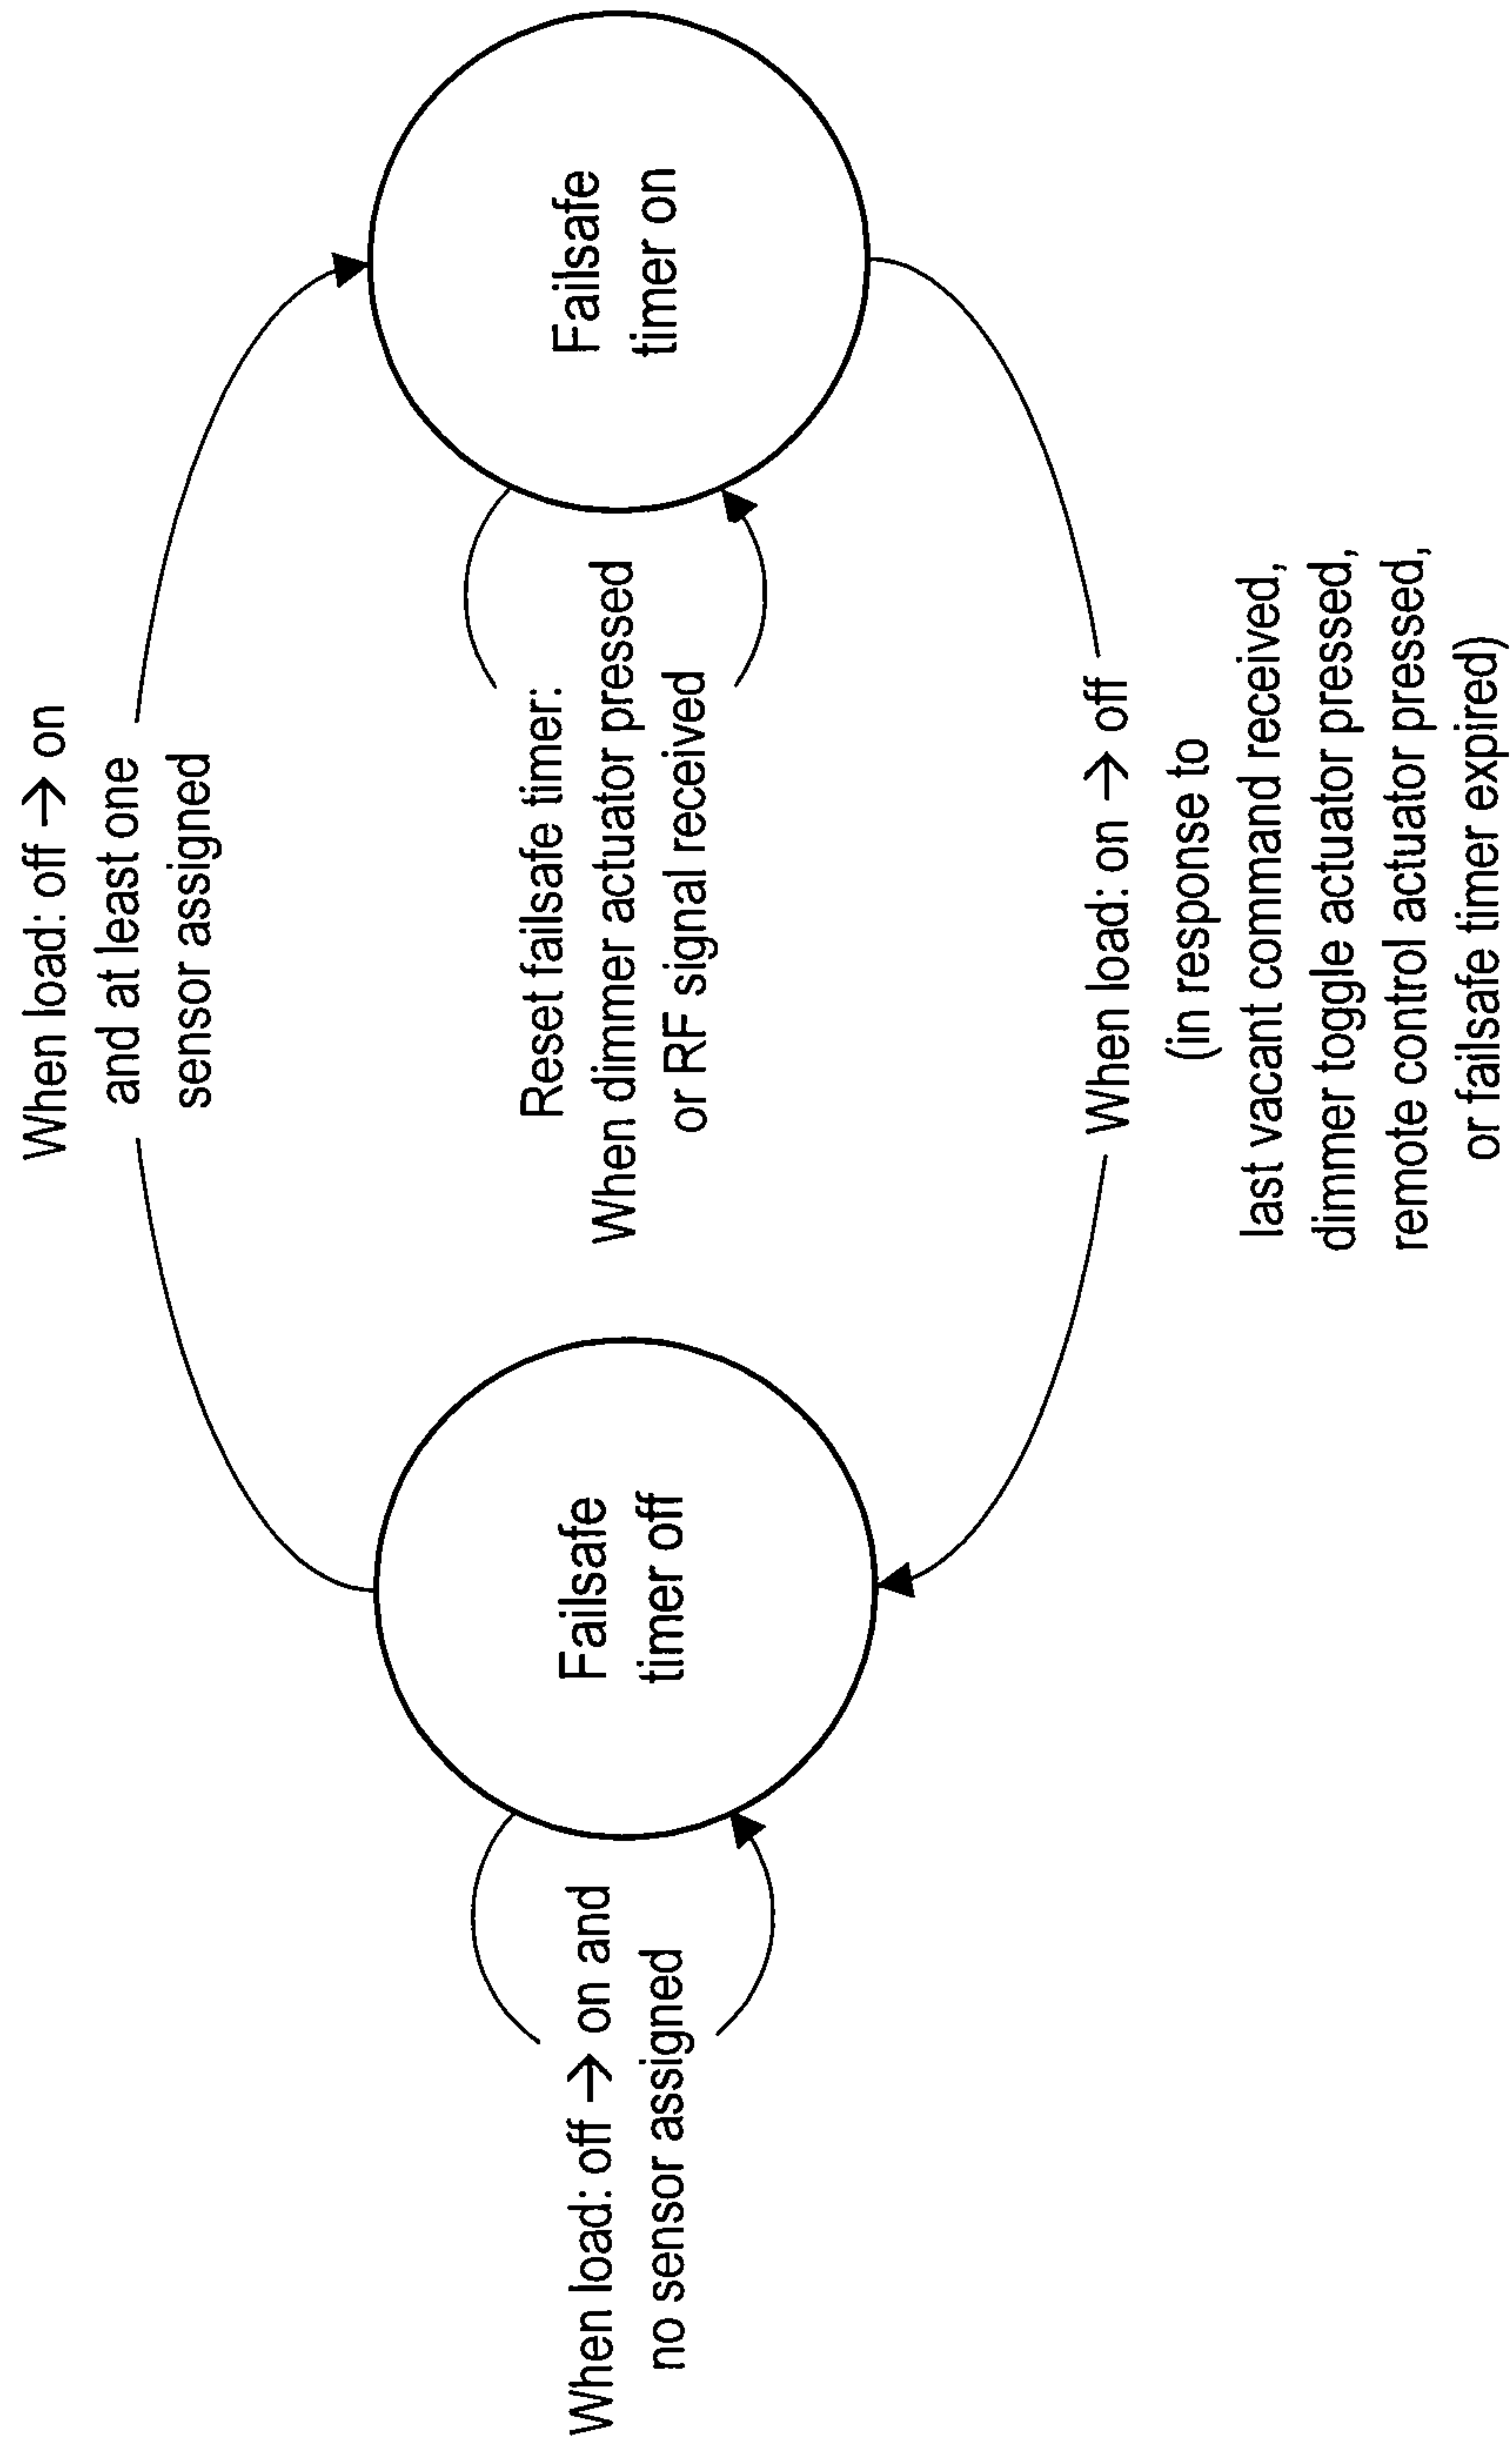 When load: off → on
and at least one
sensor assigned
When load: off → on and
no sensor assigned
Failsafe
timer off
Reset failsafe timer:
When dimmer actuator pressed
or RF signal received
Failsafe
timer on
When load: on → off
(in response to
last vacant command received,
dimmer toggle actuator pressed,
remote control actuator pressed,
or failsafe timer expired)